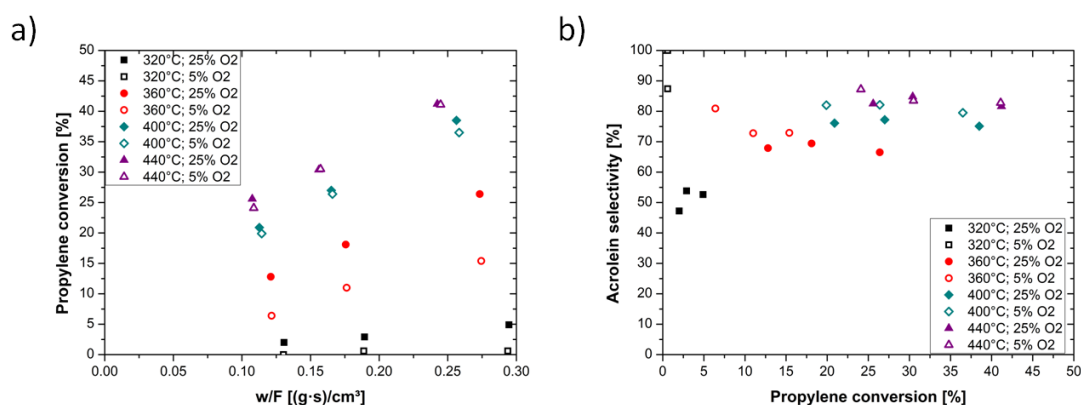 a)
Propylene conversion [%]
50
45
40
35
30
25
20
15
10
5
0
320°C; 25% O2
320°C; 5% O2
360°C; 25% O2
360°C; 5% O2
400°C; 25% O2
400°C; 5% O2
440°C; 25% O2
440°C; 5% O2
0.00 0.05 0.10 0.15 0.20 0.25 0.30
w/F [(g·s)/cm³]
b)
Acrolein selectivity [%]
100
90
80
70
60
50
40
30
20
10
0
320°C; 25% O2
320°C; 5% O2
360°C; 25% O2
360°C; 5% O2
400°C; 25% O2
400°C; 5% O2
440°C; 25% O2
440°C; 5% O2
0 5 10 15 20 25 30 35 40 45 50
Propylene conversion [%]